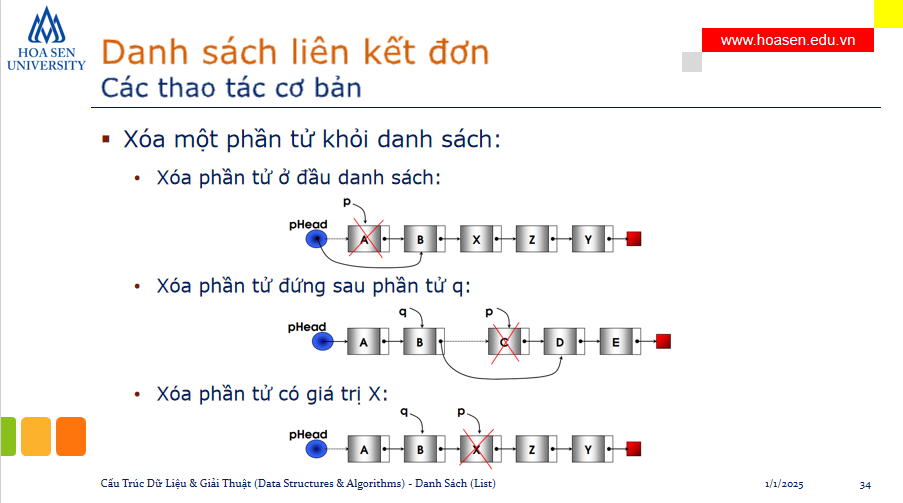 HOA SEN
UNIVERSITY
www.hoasen.edu.vn
Danh sách liên kết đơn
Các thao tác cơ bản
Xóa một phần tử khỏi danh sách:
• Xóa phần tử ở đầu danh sách:
p
pHead
A B X Z Y
• Xóa phần tử đứng sau phần tử q:
q p
pHead
A B C D E
• Xóa phần tử có giá trị X:
q p
pHead
A B X Z Y
Cấu Trúc Dữ Liệu & Giải Thuật (Data Structures & Algorithms) - Danh Sách (List) 1/1/2025 34